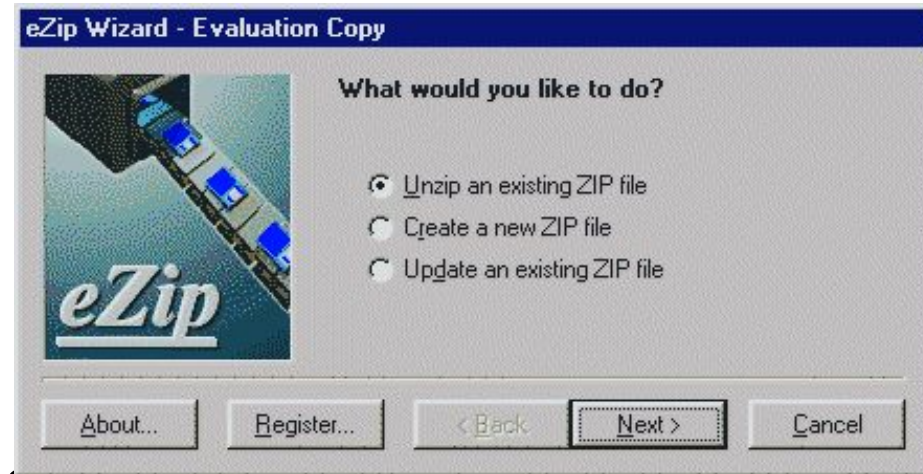 eZip Wizard - Evaluation Copy
What would you like to do?
Unzip an existing ZIP file
Create a new ZIP file
Update an existing ZIP file
eZip
About... Register... < Back Next > Cancel